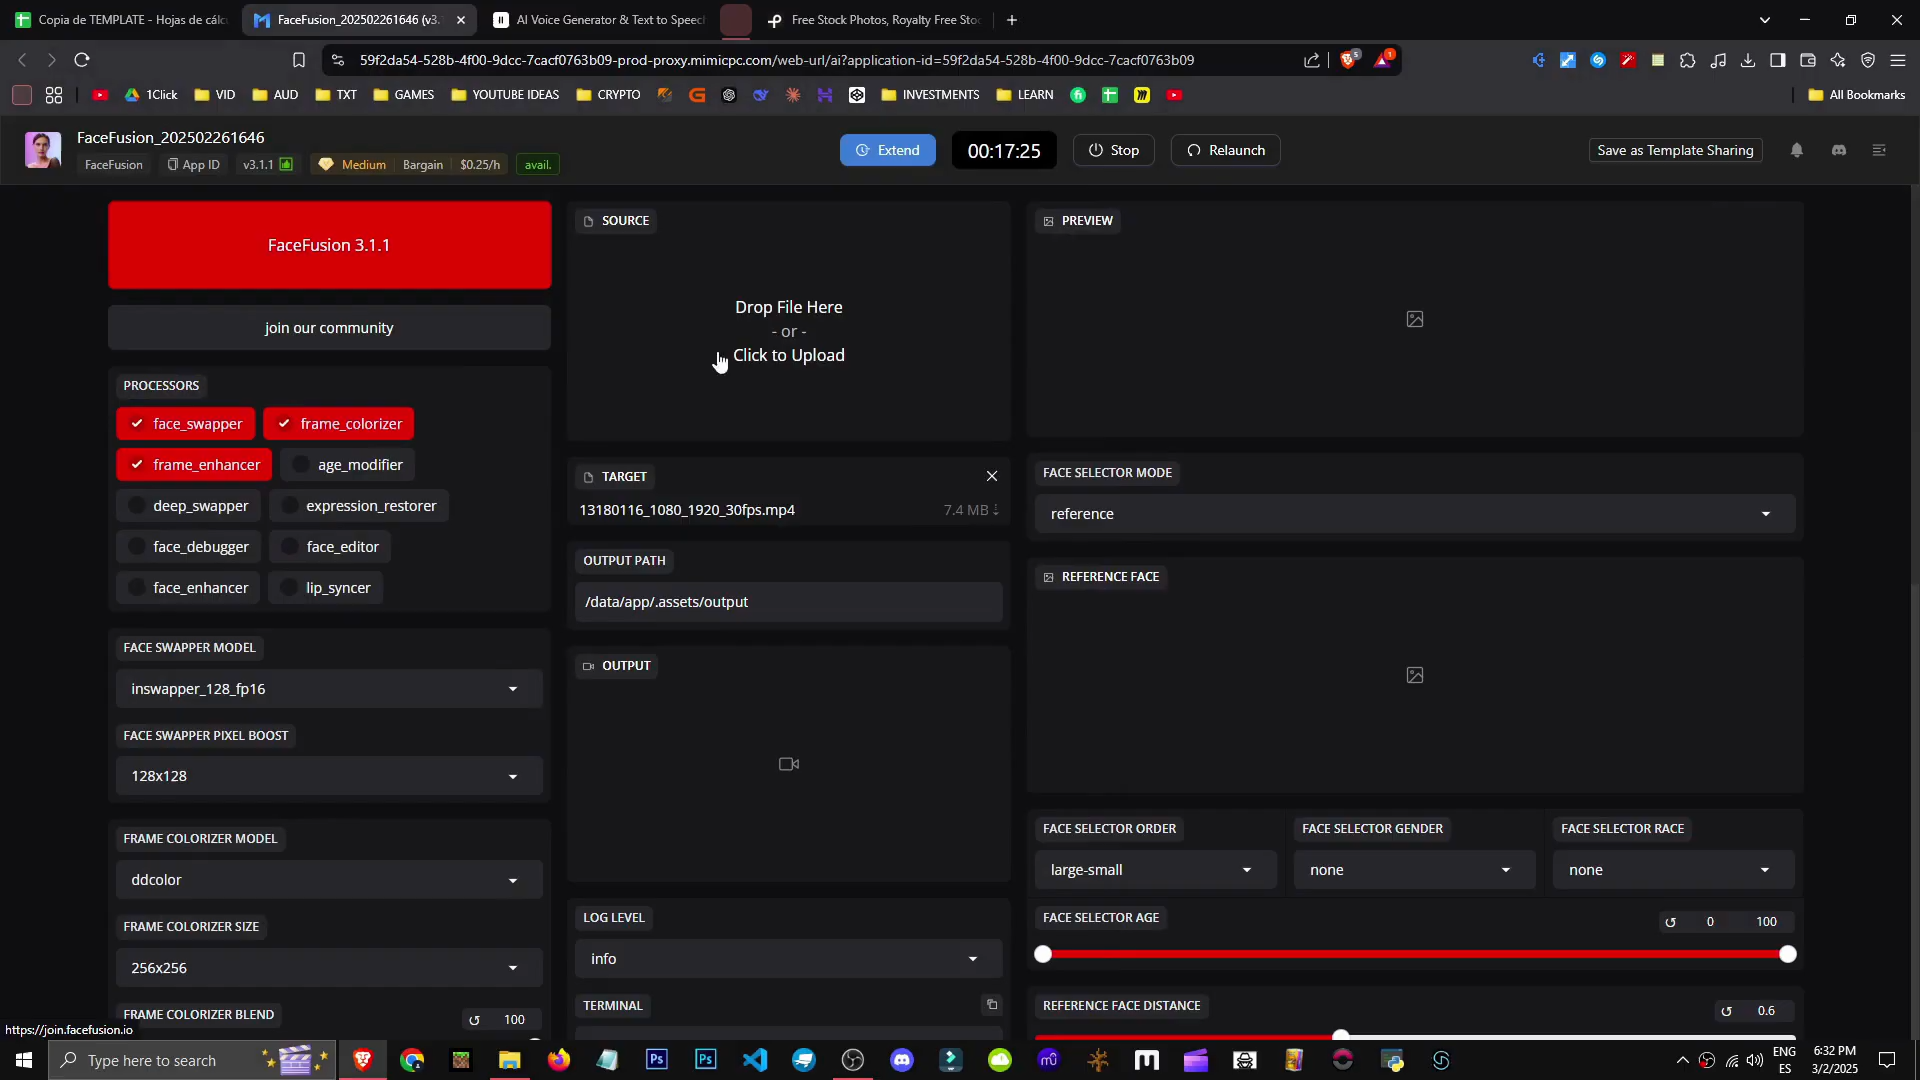 Copia de TEMPLATE - Hojas de cálc
FaceFusion_202502261646 (v3.
AI Voice Generator & Text to Speec
Free Stock Photos, Royalty Free Sto
59f2da54-528b-4f00-9dcc-7cacf0763b09-prod-proxy.mimicpc.com/web-url/ai?application-id=59f2da54-528b-4f00-9dcc-7cacf0763b09
5
1
1Click
VID
AUD
TXT
GAMES
YOUTUBE IDEAS
CRYPTO
INVESTMENTS
LEARN
All Bookmarks
FaceFusion_202502261646
FaceFusion
App ID
v3.1.1
Medium
Bargain
$0.25/h
avail.
Extend
00:17:25
Stop
Relaunch
Save as Template Sharing
FaceFusion 3.1.1
join our community
PROCESSORS
face_swapper
frame_colorizer
frame_enhancer
age_modifier
deep_swapper
expression_restorer
face_debugger
face_editor
face_enhancer
lip_syncer
FACE SWAPPER MODEL
inswapper_128_fp16
FACE SWAPPER PIXEL BOOST
128x128
FRAME COLORIZER MODEL
ddcolor
FRAME COLORIZER SIZE
256x256
FRAME COLORIZER BLEND
100
SOURCE
Drop File Here
- or -
Click to Upload
TARGET
13180116_1080_1920_30fps.mp4
7.4 MB
OUTPUT PATH
/data/app/.assets/output
OUTPUT
LOG LEVEL
info
TERMINAL
PREVIEW
FACE SELECTOR MODE
reference
REFERENCE FACE
FACE SELECTOR ORDER
large-small
FACE SELECTOR GENDER
none
FACE SELECTOR RACE
none
FACE SELECTOR AGE
0
100
REFERENCE FACE DISTANCE
0.6
https://join.facefusion.io
Type here to search
ENG
ES
6:32 PM
3/2/2025